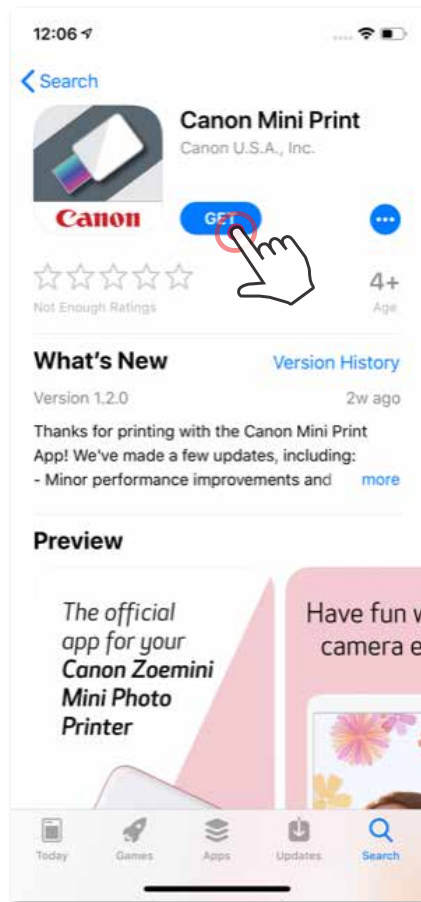 12:06
Search
Canon Mini Print
Canon U.S.A., Inc.
Canon
GET
4+
Not Enough Ratings
Age
What's New
Version History
Version 1.2.0
2w ago
Thanks for printing with the Canon Mini Print
App! We've made a few updates, including:
- Minor performance improvements and more
Preview
The official
app for your
Canon Zoemini
Mini Photo
Printer
Have fun
camera e
Today
Games
Apps
Updates
Search